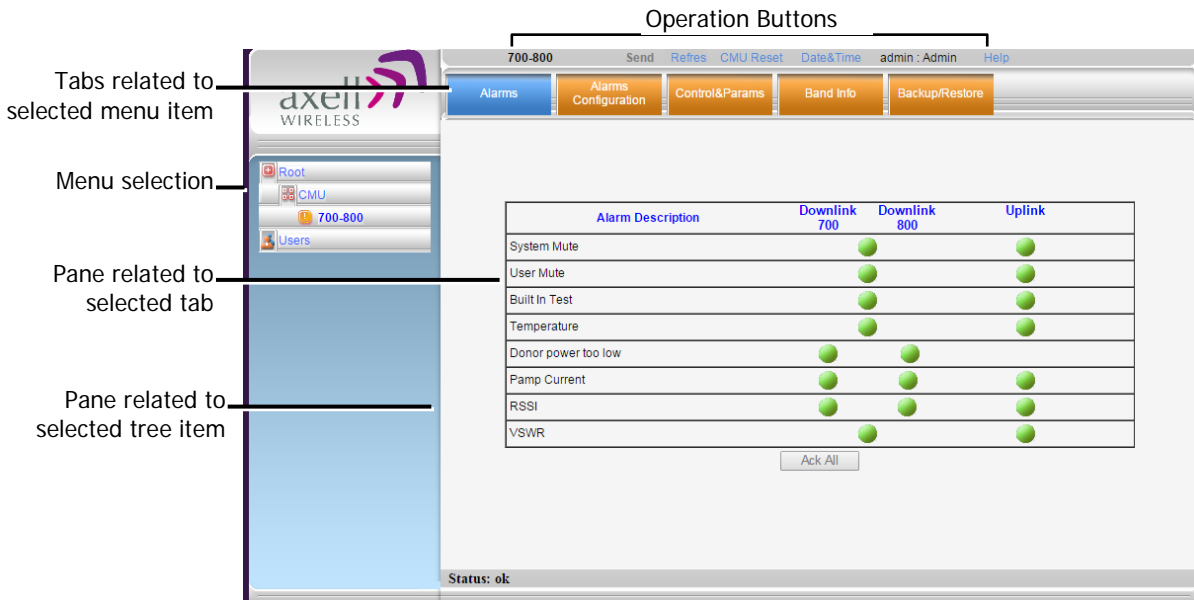 Operation Buttons
700-800 Send Refres CMU Reset Date&Time admin : Admin Help
Tabs related to
selected menu item
axell
WIRELESS
Alarms
Alarms
Configuration
Control&Params
Band Info
Backup/Restore
Menu selection
Root
CMU
700-800
Users
Pane related to
selected tab
Pane related to
selected tree item
Alarm Description
Downlink
700
Downlink
800
Uplink
System Mute
User Mute
Built In Test
Temperature
Donor power too low
Pamp Current
RSSI
VSWR
Ack All
Status: ok